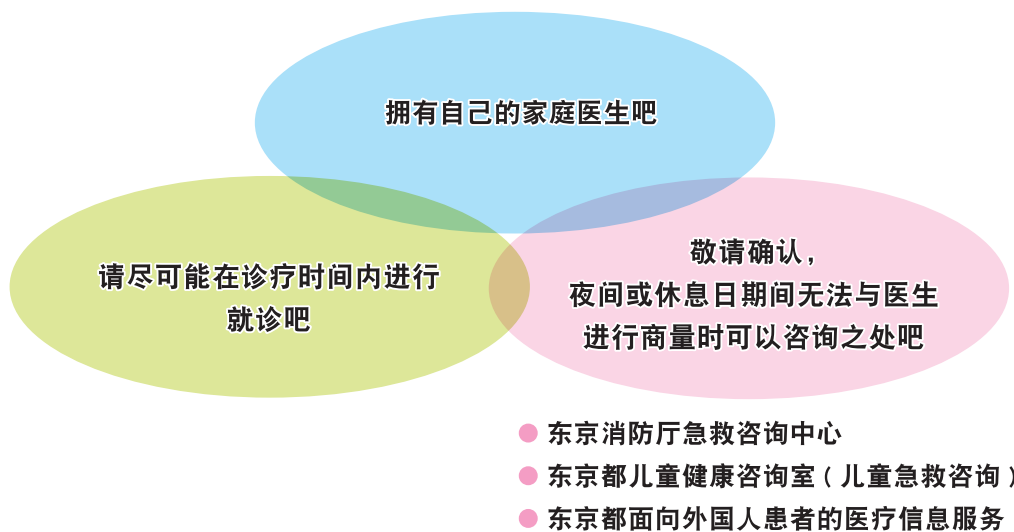 拥有自己的家庭医生吧
请尽可能在诊疗时间内进行
就诊吧
敬请确认，
夜间或休息日期间无法与医生
进行商量时可以咨询之处吧
● 东京消防厅急救咨询中心
● 东京都儿童健康咨询室（儿童急救咨询）
● 东京都面向外国人患者的医疗信息服务